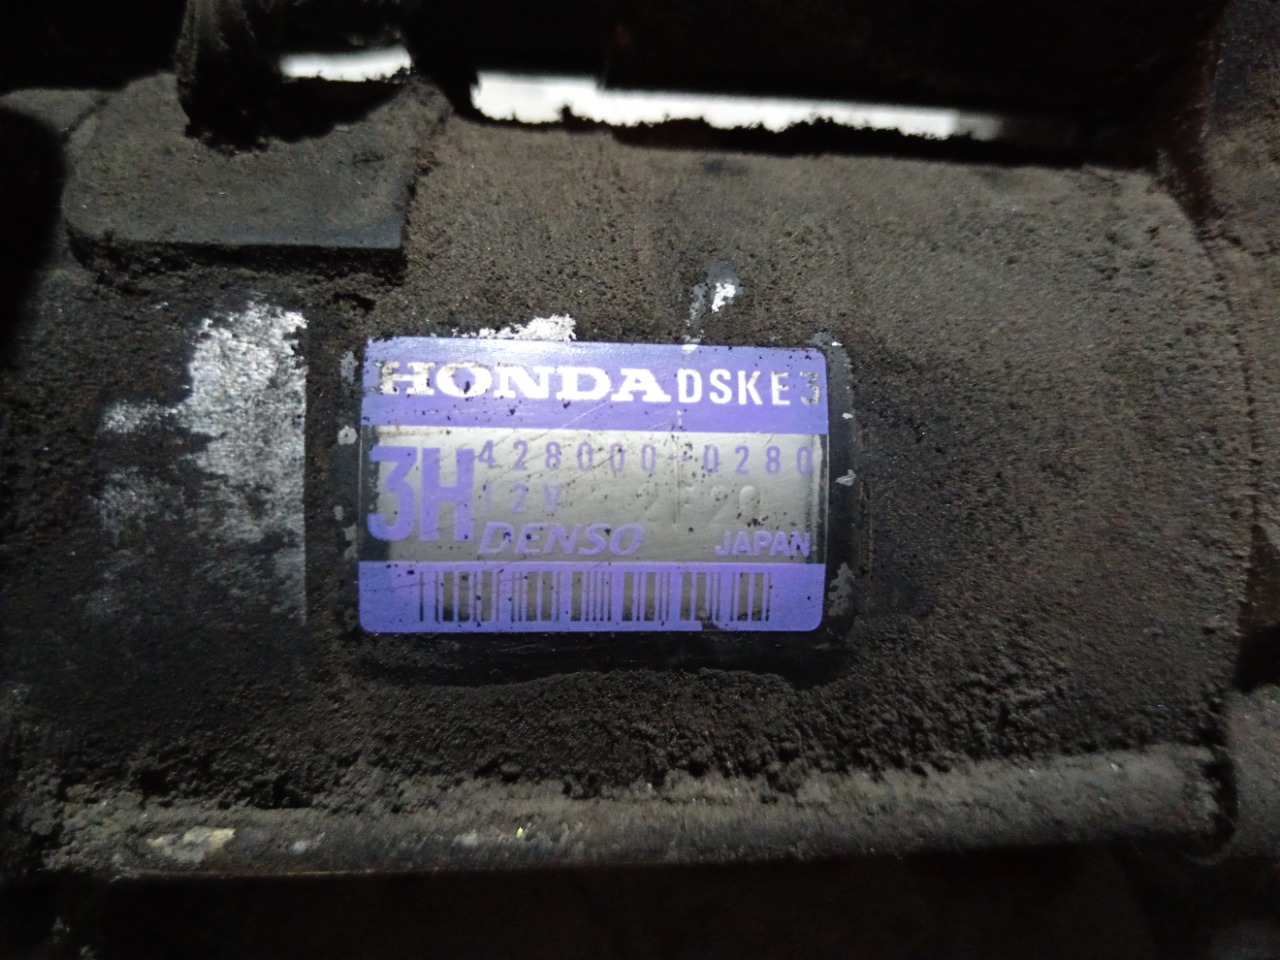 HONDA DSKE3
3H 428000-0280
12V
DENSO JAPAN